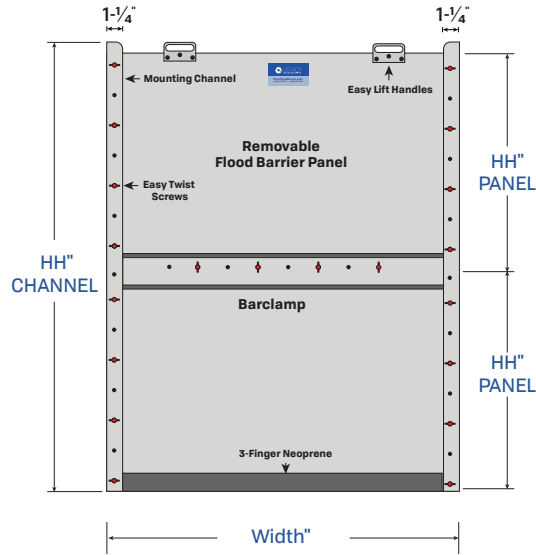 1-¼"
1-¼"
Mounting Channel
Easy Lift Handles
Removable
Flood Barrier Panel
HH"
PANEL
Easy Twist
Screws
HH"
CHANNEL
Barclamp
HH"
PANEL
3-Finger Neoprene
Width"